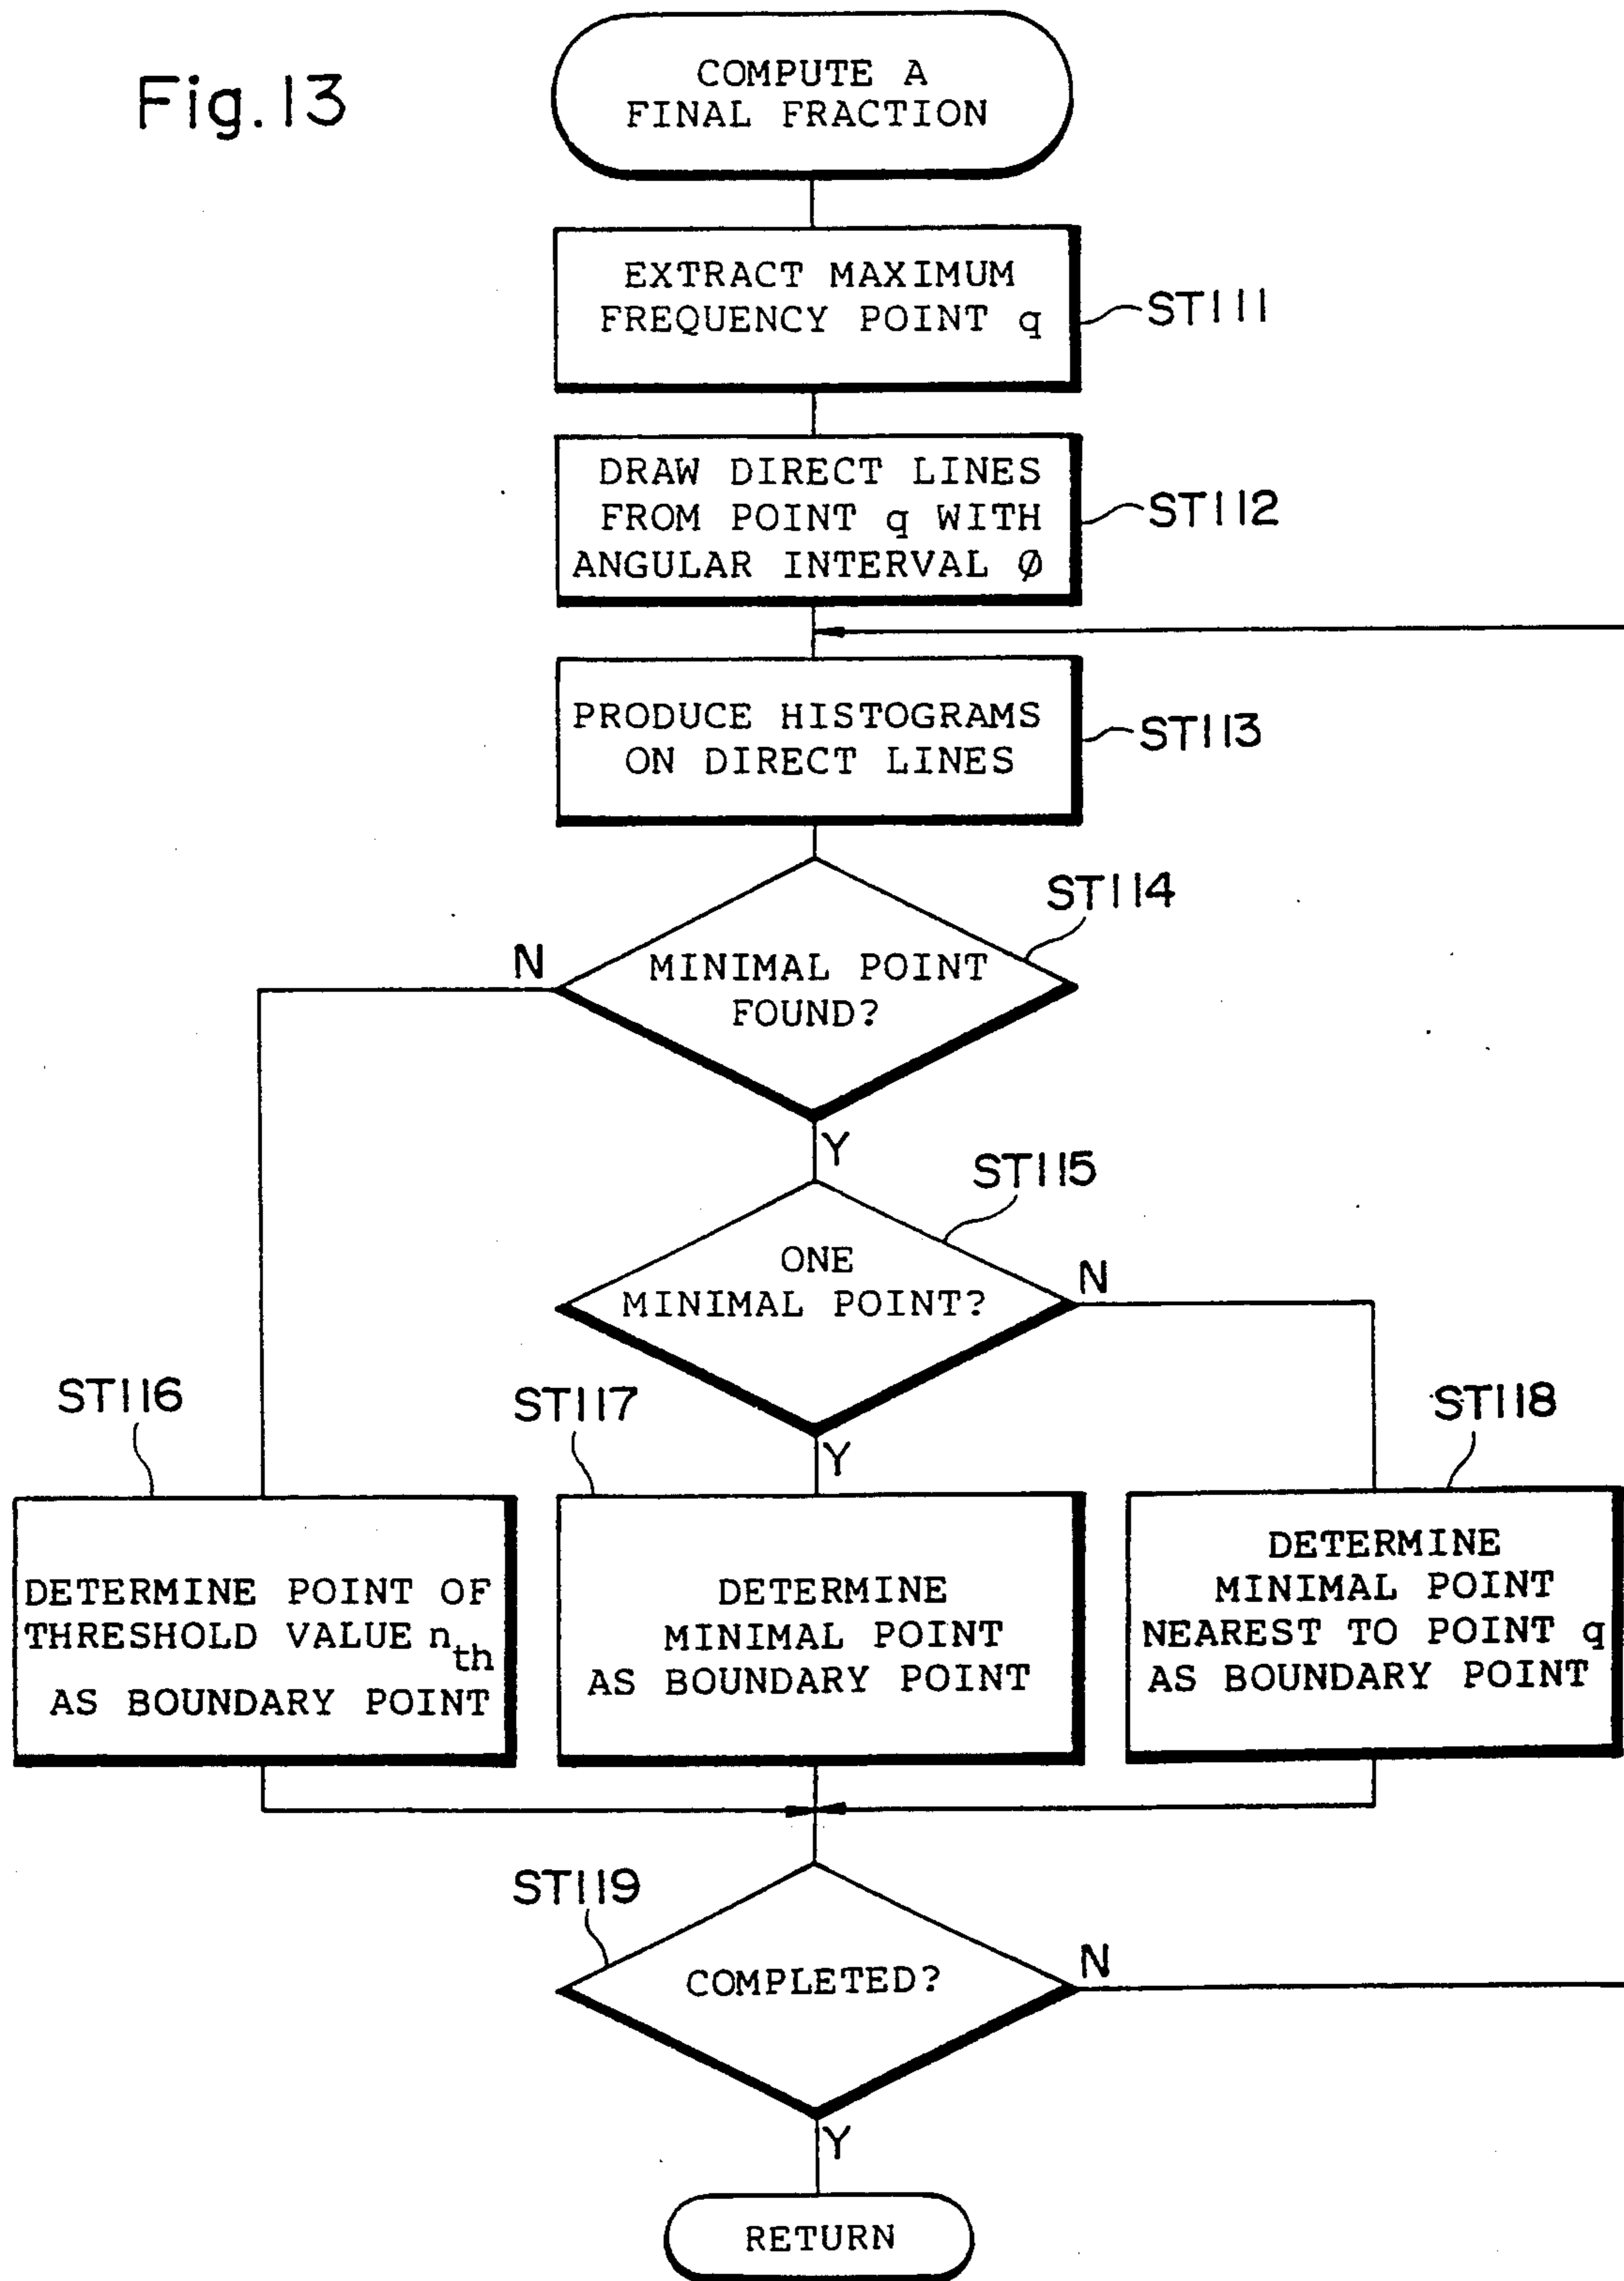 Fig.13
COMPUTE A
FINAL FRACTION
EXTRACT MAXIMUM
FREQUENCY POINT q
ST111
DRAW DIRECT LINES
FROM POINT q WITH
ANGULAR INTERVAL Ø
ST112
PRODUCE HISTOGRAMS
ON DIRECT LINES
ST113
ST114
N
MINIMAL POINT
FOUND?
Y
ST115
ONE
MINIMAL POINT?
N
Y
ST116
DETERMINE POINT OF
THRESHOLD VALUE n_th
AS BOUNDARY POINT
ST117
DETERMINE
MINIMAL POINT
AS BOUNDARY POINT
ST118
DETERMINE
MINIMAL POINT
NEAREST TO POINT q
AS BOUNDARY POINT
ST119
COMPLETED?
N
Y
RETURN